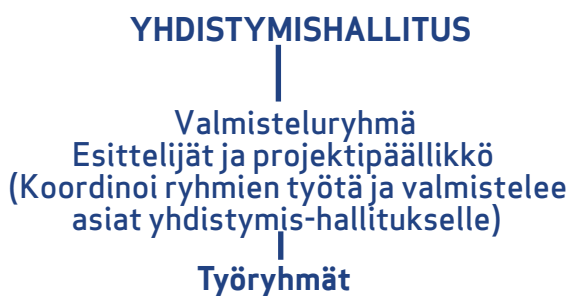 YHDISTYMISHALLITUS
Valmisteluryhmä
Esittelijät ja projektipäällikkö
(Koordinoi ryhmien työtä ja valmistelee
asiat yhdistymis-hallitukselle)
Työryhmät